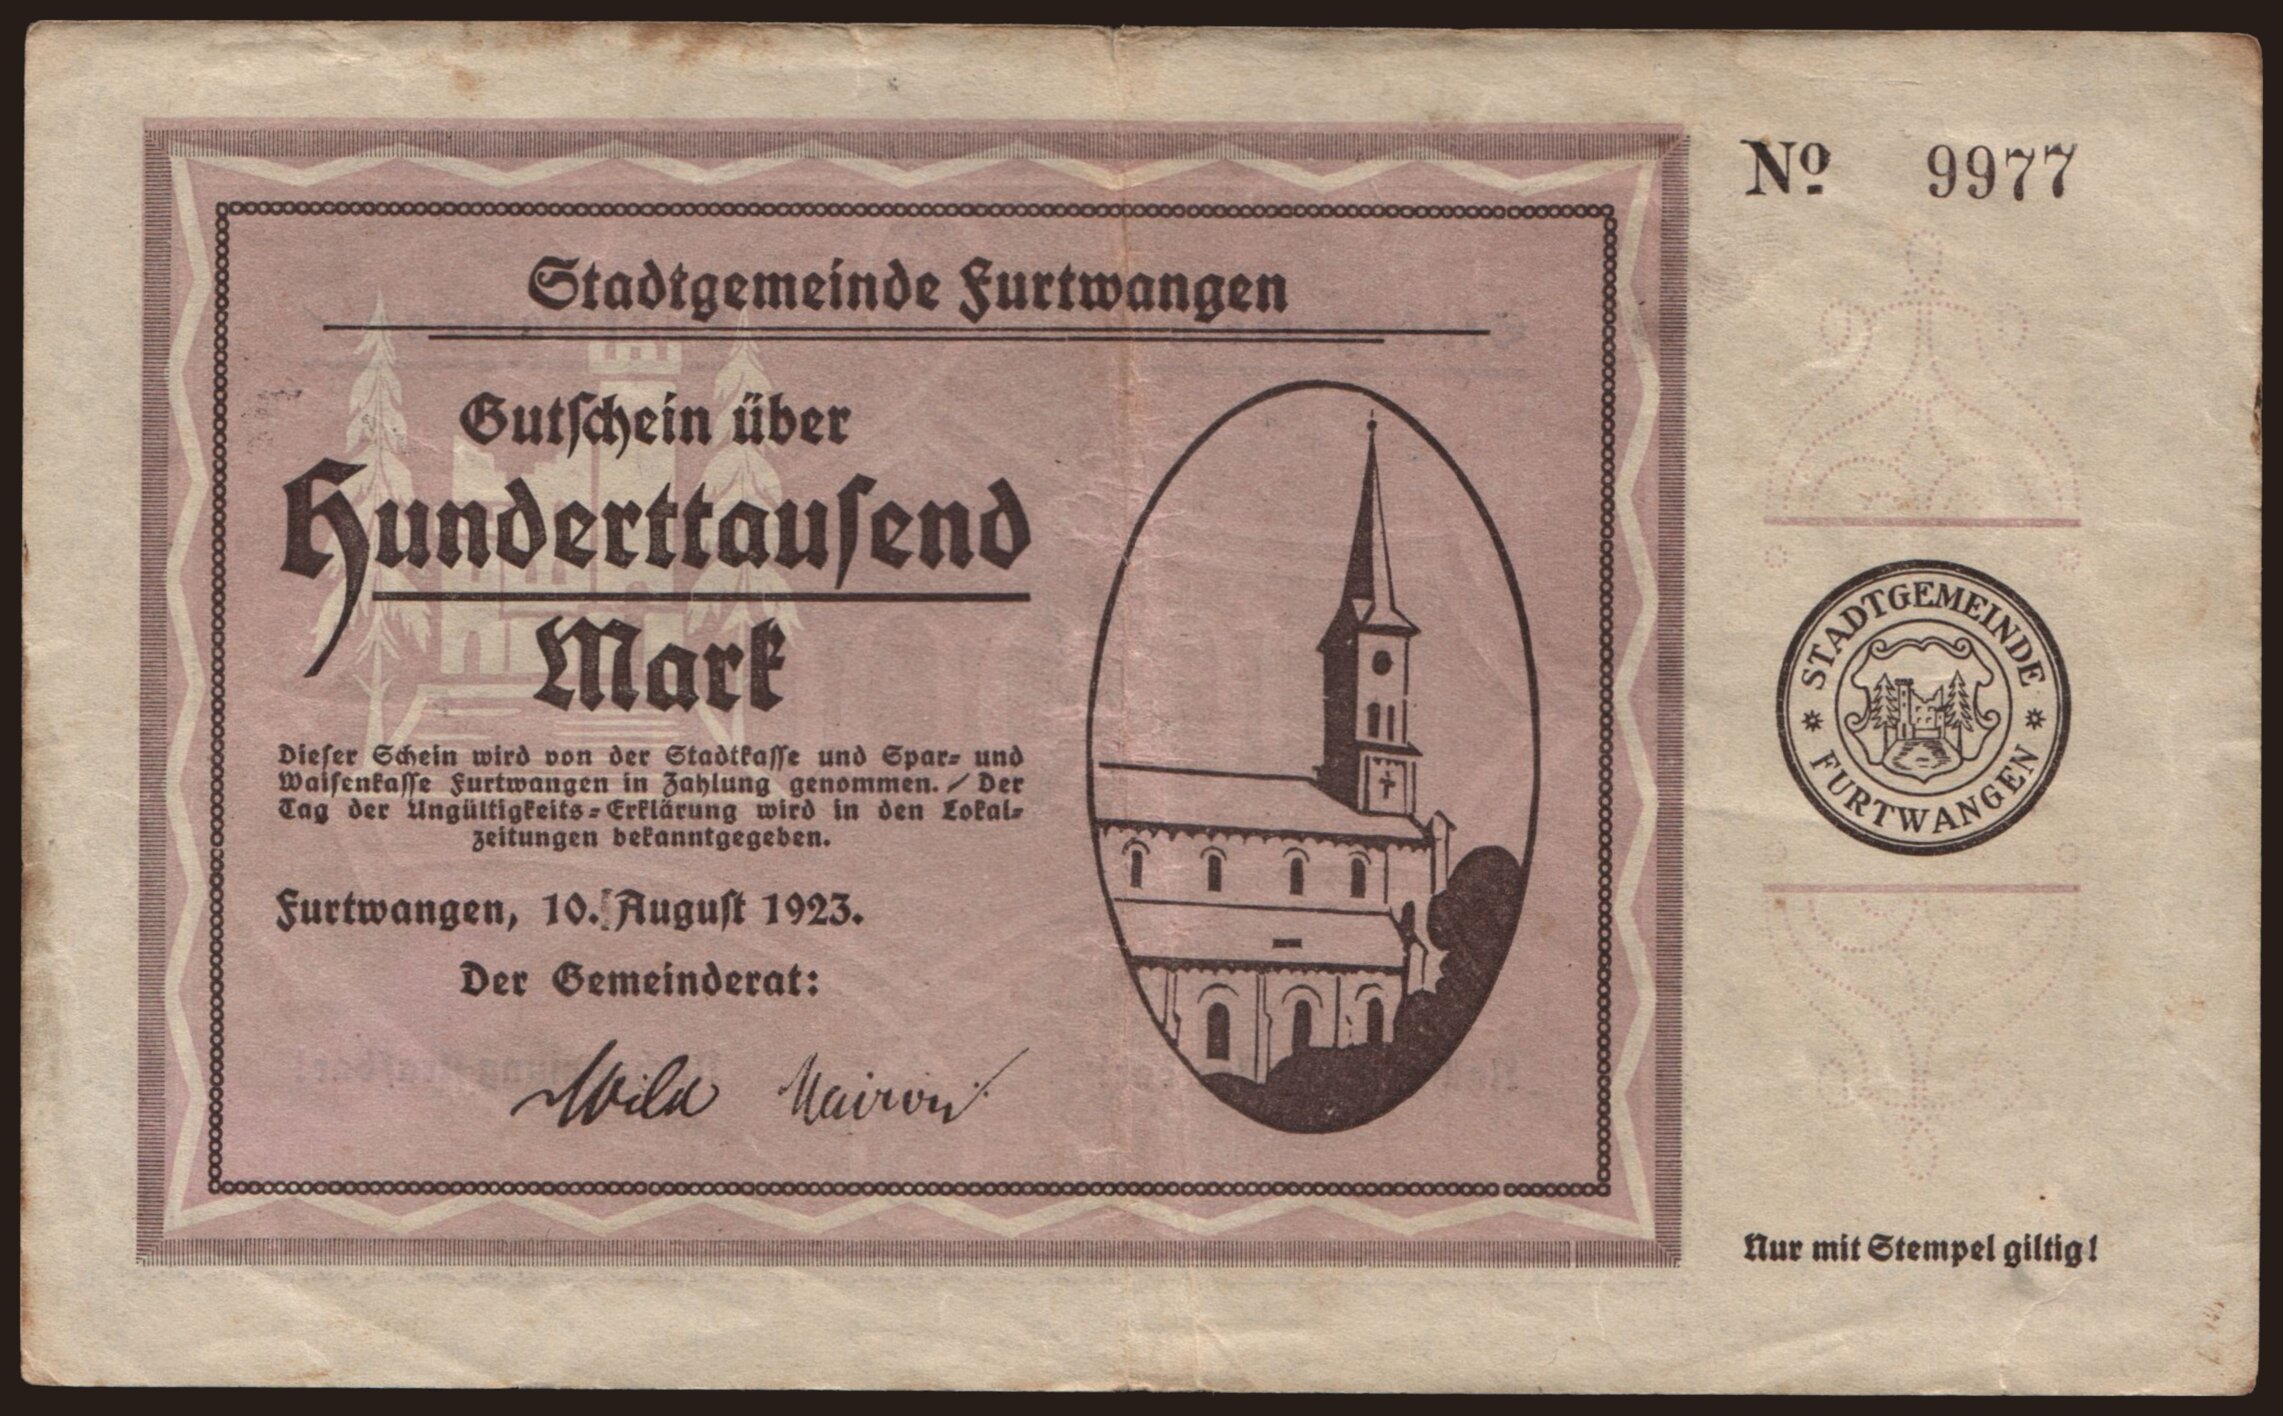 Nº 9977
Stadtgemeinde Furtwangen
Gutschein über
Hunderttausend
Mark
Dieser Schein wird von der Stadtkasse und Spar- und
Waisenkasse Furtwangen in Zahlung genommen. / Der
Tag der Ungültigkeits-Erklärung wird in den Lokal-
zeitungen bekanntgegeben.
Furtwangen, 10. August 1923.
Der Gemeinderat:
Wild
STADTGEMEINDE
FURTWANGEN
Nur mit Stempel giltig!